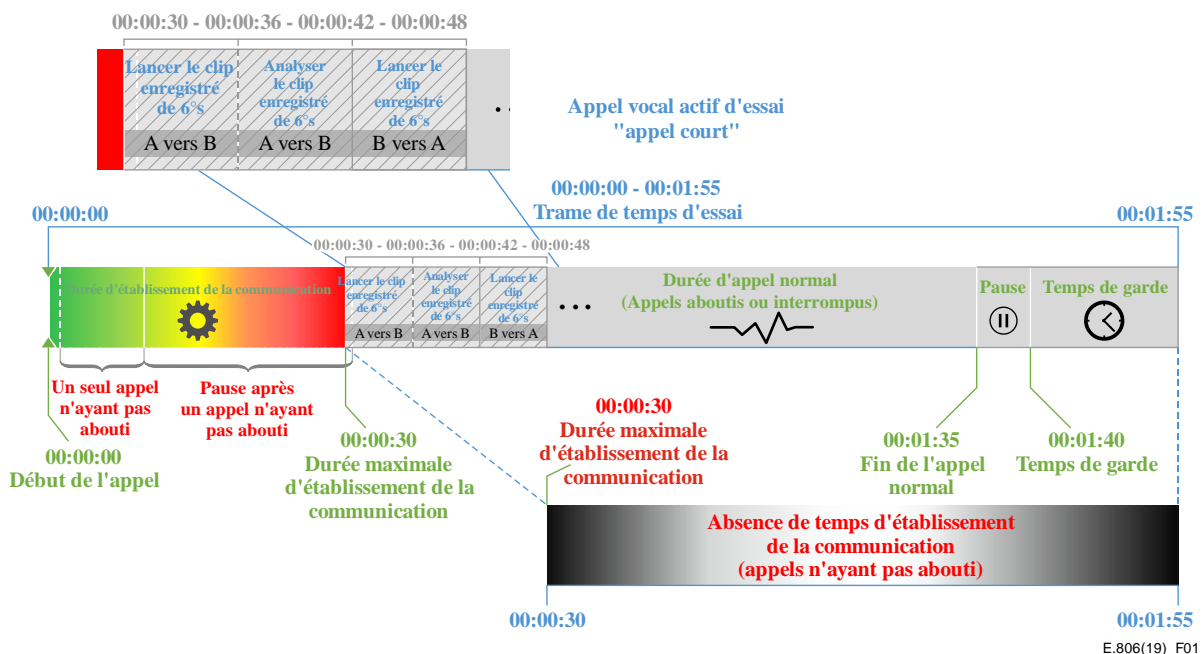 00:00:30 - 00:00:36 - 00:00:42 - 00:00:48
Lancer le clip
enregistré
de 6°s
A vers B
Analyser
le clip
enregistré
de 6°s
A vers B
Lancer le
clip
enregistré
de 6°s
B vers A
Appel vocal actif d'essai
"appel court"
00:00:00 - 00:01:55
Trame de temps d'essai
00:00:00
00:01:55
00:00:30 - 00:00:36 - 00:00:42 - 00:00:48
Durée d'établissement de la communication
Lancer le clip
enregistré
de 6°s
A vers B
Analyser
le clip
enregistré
de 6°s
A vers B
Lancer le
clip
enregistré
de 6°s
B vers A
Durée d'appel normal
(Appels aboutis ou interrompus)
Pause
Temps de garde
Un seul appel
n'ayant pas
abouti
Pause après
un appel n'ayant
pas abouti
00:00:00
Début de l'appel
00:00:30
Durée maximale
d'établissement de la
communication
00:00:30
Durée maximale
d'établissement de la
communication
00:01:35
Fin de l'appel
normal
00:01:40
Temps de garde
Absence de temps d'établissement
de la communication
(appels n'ayant pas abouti)
00:00:30
00:01:55
E.806(19)_F01